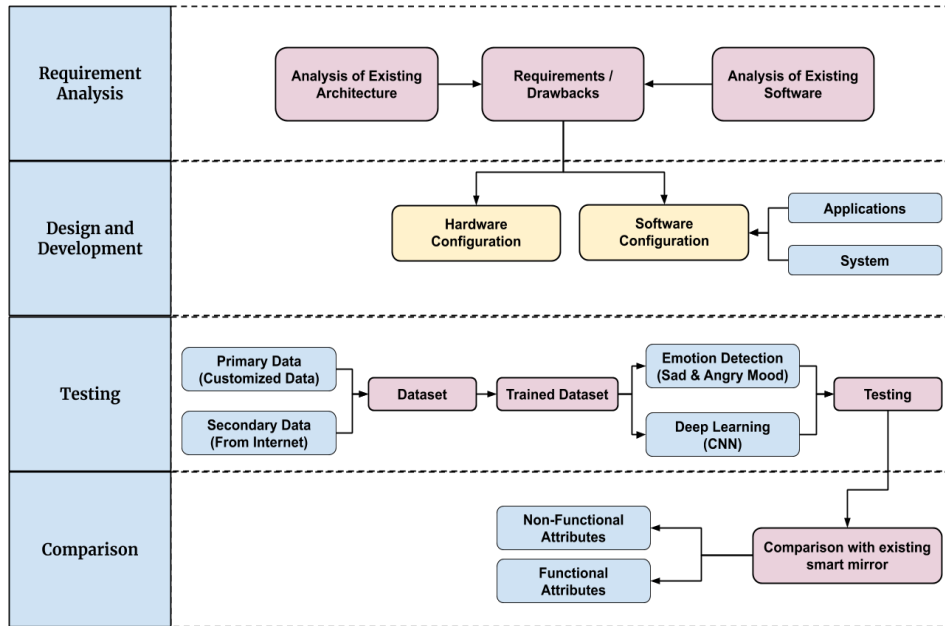 Requirement
Analysis
Analysis of Existing
Architecture
Requirements /
Drawbacks
Analysis of Existing
Software
Design and
Development
Hardware
Configuration
Software
Configuration
Applications
System
Testing
Primary Data
(Customized Data)
Secondary Data
(From Internet)
Dataset
Trained Dataset
Emotion Detection
(Sad & Angry Mood)
Deep Learning
(CNN)
Testing
Comparison
Non-Functional
Attributes
Functional
Attributes
Comparison with existing
smart mirror